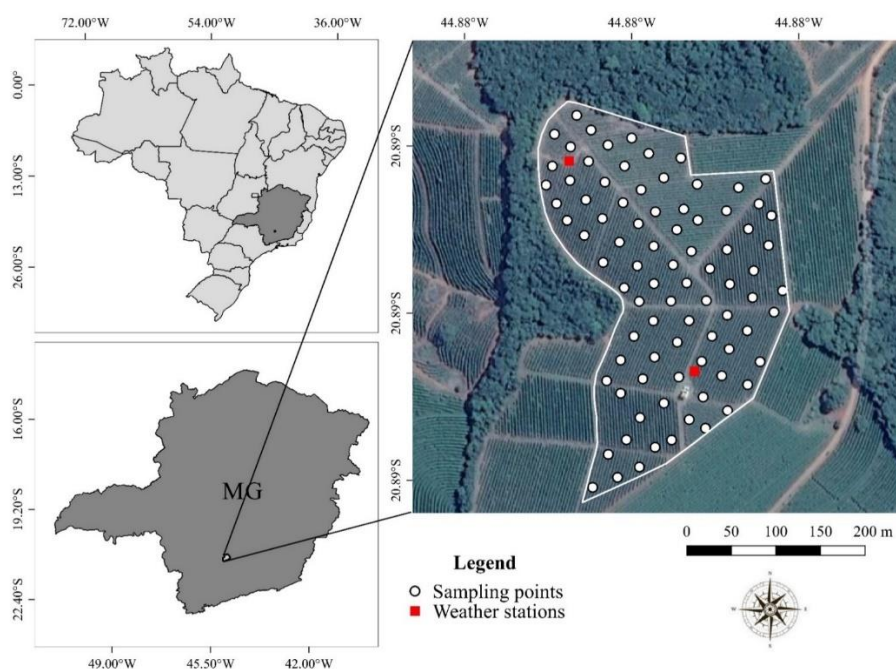 72.00°W 54.00°W 36.00°W
0.00°
13.00°S
26.00°S
44.88°W 44.88°W 44.88°W
20.89°S
20.89°S
20.89°S
16.00°S
19.20°S
22.40°S
MG
49.00°W 45.50°W 42.00°W
0 50 100 150 200 m
Legend
Sampling points
Weather stations
N
W
E
S